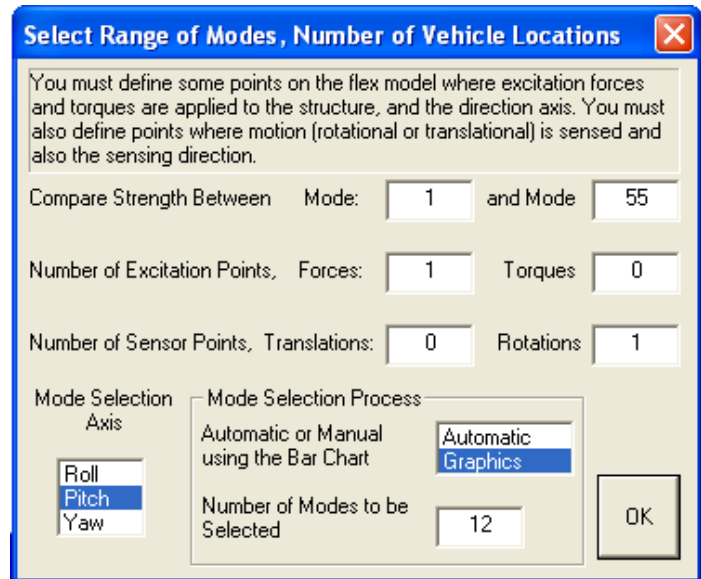 Select Range of Modes, Number of Vehicle Locations
You must define some points on the flex model where excitation forces
and torques are applied to the structure, and the direction axis. You must
also define points where motion (rotational or translational) is sensed and
also the sensing direction.
Compare Strength Between Mode: 1 and Mode 55
Number of Excitation Points, Forces: 1 Torques 0
Number of Sensor Points, Translations: 0 Rotations 1
Mode Selection
Axis
Roll
Pitch
Yaw
Mode Selection Process
Automatic or Manual
using the Bar Chart
Automatic
Graphics
Number of Modes to be
Selected
12
OK